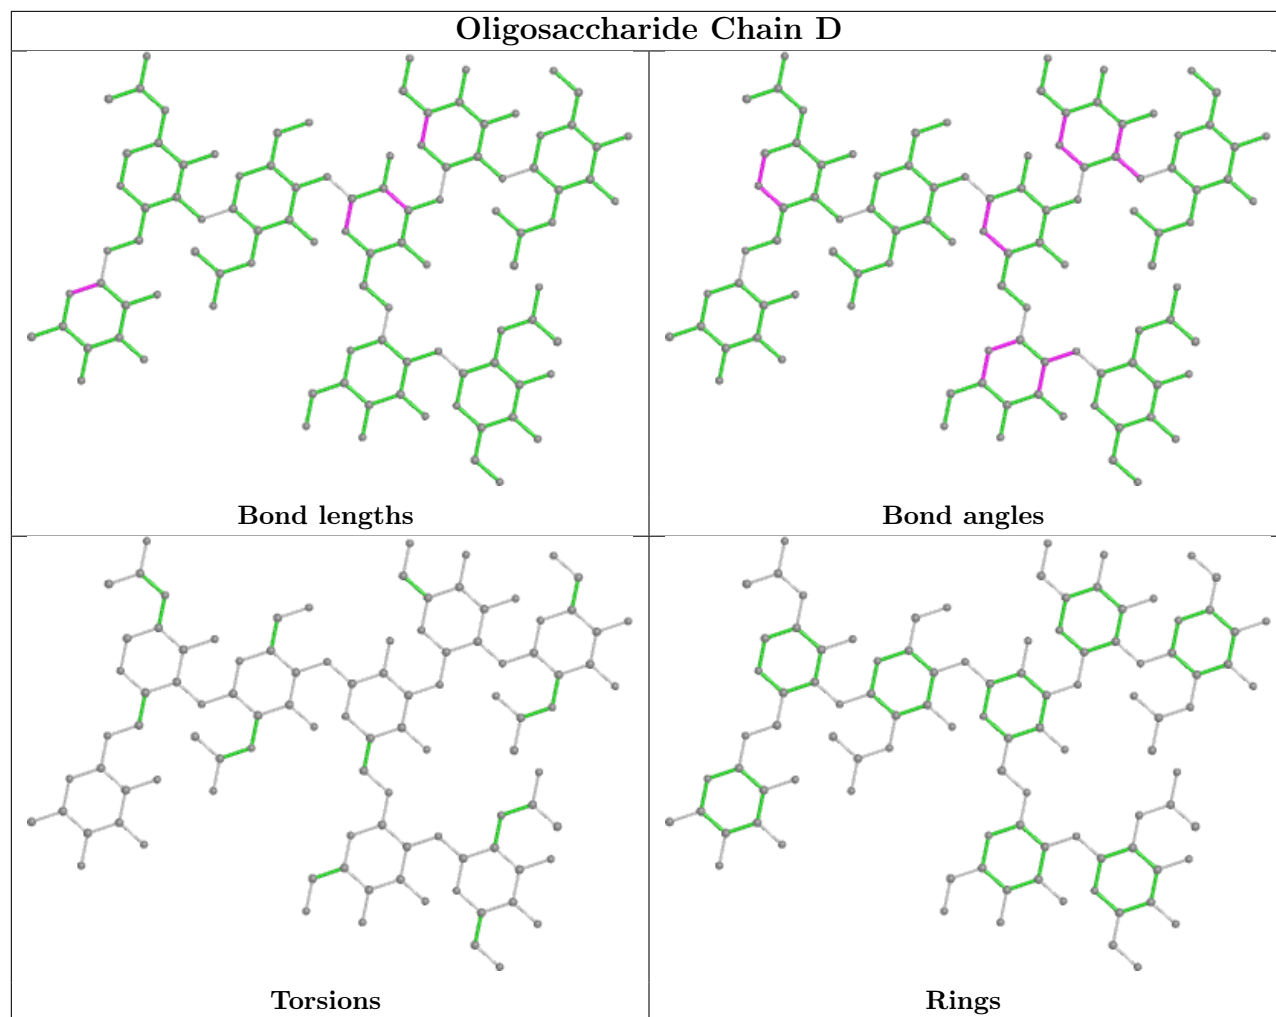 Oligosaccharide Chain D
Bond lengths
Bond angles
Torsions
Rings